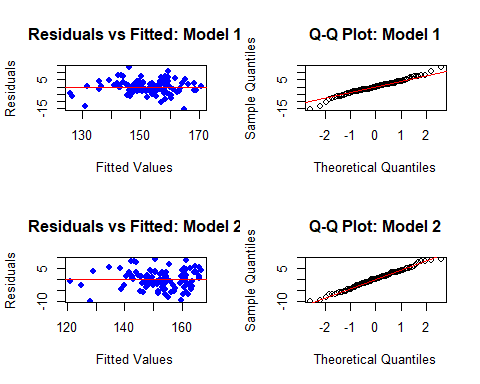 Residuals vs Fitted: Model 1
Residuals
-15
5
130
150
170
Fitted Values
Q-Q Plot: Model 1
Sample Quantiles
-15
5
-2
-1
0
1
2
Theoretical Quantiles
Residuals vs Fitted: Model 2
Residuals
-10
5
120
140
160
Fitted Values
Q-Q Plot: Model 2
Sample Quantiles
-10
5
-2
-1
0
1
2
Theoretical Quantiles